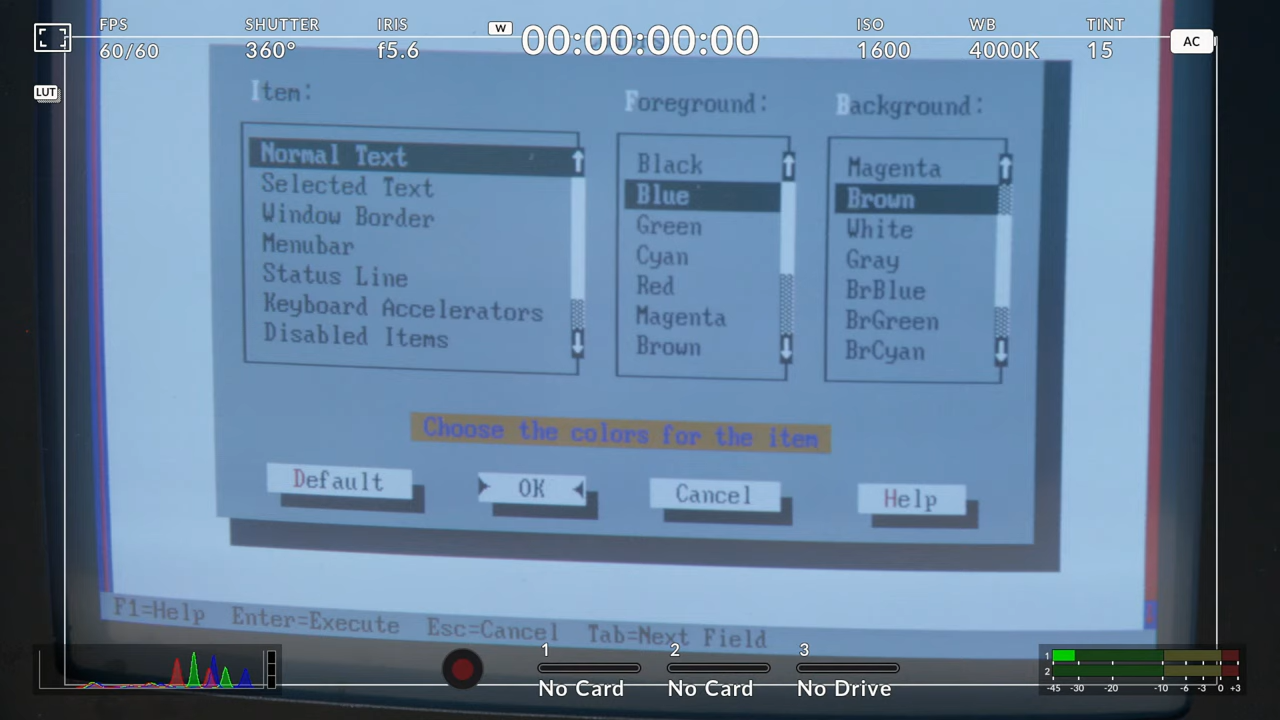 FPS SHUTTER IRIS W 00:00:00:00 ISO WB TINT AC
60/60 360° f5.6 1600 4000K 15
LUT
Item: Foreground: Background:
Normal Text Black Magenta
Selected Text Blue Brown
Window Border Green White
Menubar Cyan Gray
Status Line Red BrBlue
Keyboard Accelerators Magenta BrGreen
Disabled Items Brown BrCyan
Choose the colors for the item
Default OK Cancel Help
F1=Help Enter=Execute Esc=Cancel Tab=Next Field
1 2 3
No Card No Card No Drive
1
2
-45 -30 -20 -10 -6 -3 0 +3